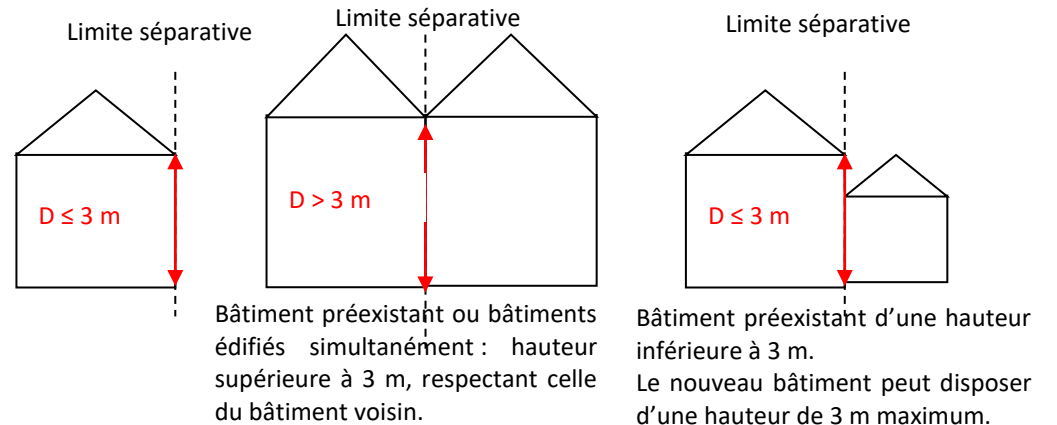 Limite séparative
Limite séparative
Limite séparative
D ≤ 3 m
D > 3 m
D ≤ 3 m
Bâtiment préexistant ou bâtiments
édifiés simultanément : hauteur
supérieure à 3 m, respectant celle
du bâtiment voisin.
Bâtiment préexistant d’une hauteur
inférieure à 3 m.
Le nouveau bâtiment peut disposer
d’une hauteur de 3 m maximum.